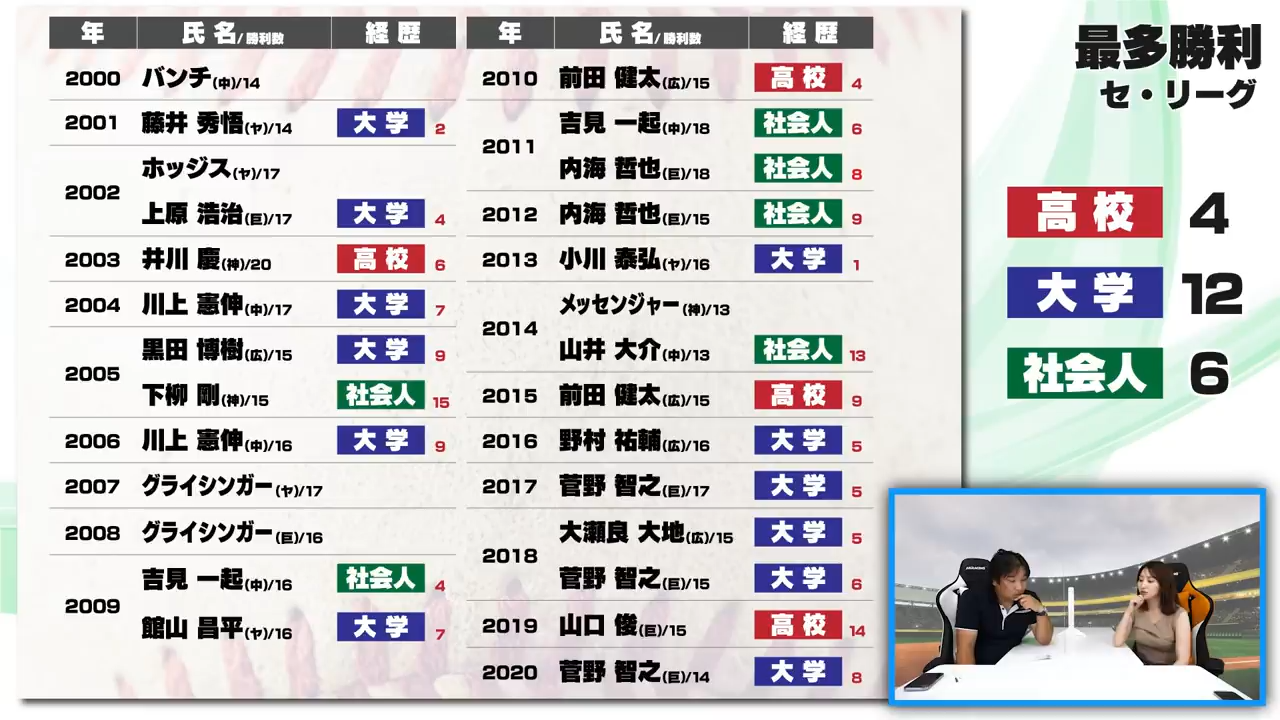 年 氏名/勝利数 経歴
2000 バンチ(中)/14
2001 藤井 秀悟(ヤ)/14 大学 2
2002 ホッジス(ヤ)/17
上原 浩治(巨)/17 大学 4
2003 井川 慶(神)/20 高校 6
2004 川上 憲伸(中)/17 大学 7
2005 黒田 博樹(広)/15 大学 9
下柳 剛(神)/15 社会人 15
2006 川上 憲伸(中)/16 大学 9
2007 グライシンガー(ヤ)/17
2008 グライシンガー(巨)/16
2009 吉見 一起(中)/16 社会人 4
館山 昌平(ヤ)/16 大学 7
年 氏名/勝利数 経歴
2010 前田 健太(広)/15 高校 4
2011 吉見 一起(中)/18 社会人 6
内海 哲也(巨)/18 社会人 8
2012 内海 哲也(巨)/15 社会人 9
2013 小川 泰弘(ヤ)/16 大学 1
2014 メッセンジャー(神)/13
山井 大介(中)/13 社会人 13
2015 前田 健太(広)/15 高校 9
2016 野村 祐輔(広)/16 大学 5
2017 菅野 智之(巨)/17 大学 5
2018 大瀬良 大地(広)/15 大学 5
菅野 智之(巨)/15 大学 6
2019 山口 俊(巨)/15 高校 14
2020 菅野 智之(巨)/14 大学 8
最多勝利
セ・リーグ
高校 4
大学 12
社会人 6